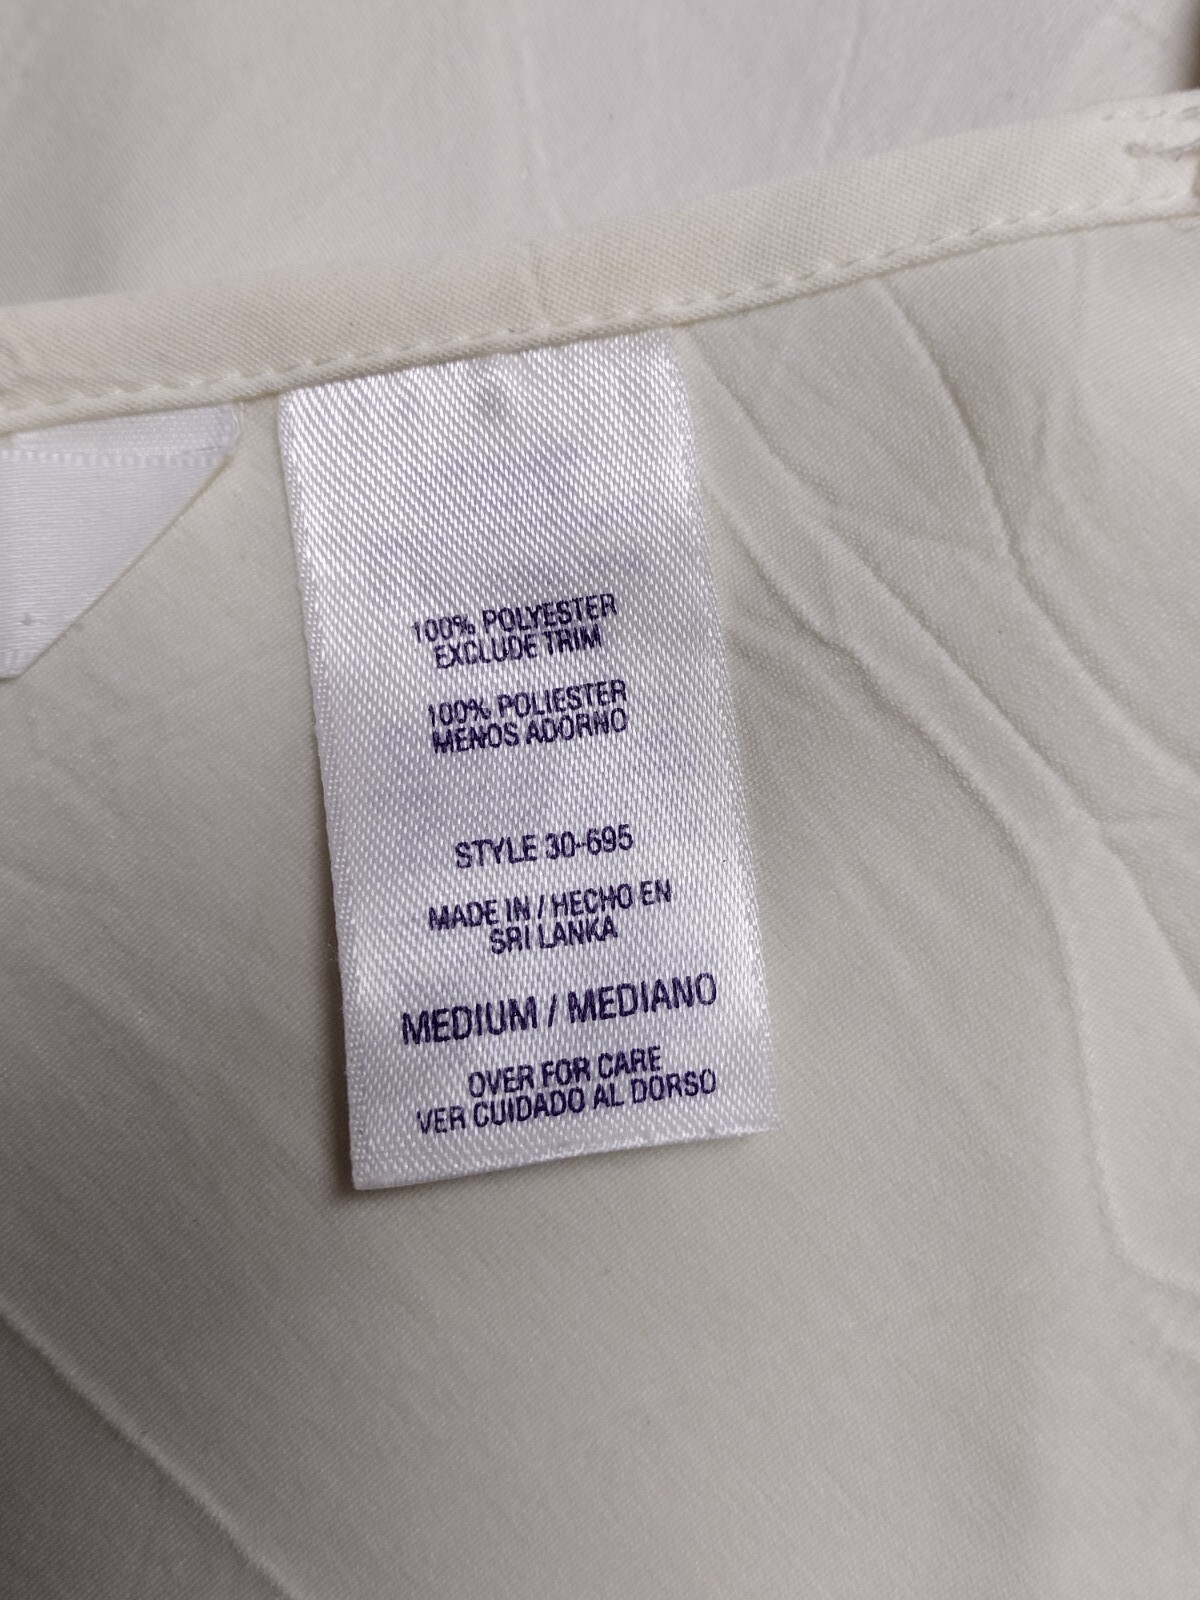 100% POLYESTER
EXCLUDE TRIM
100% POLIESTER
MENOS ADORNO
STYLE 30-695
MADE IN / HECHO EN
SRI LANKA
MEDIUM / MEDIANO
OVER FOR CARE
VER CUIDADO AL DORSO